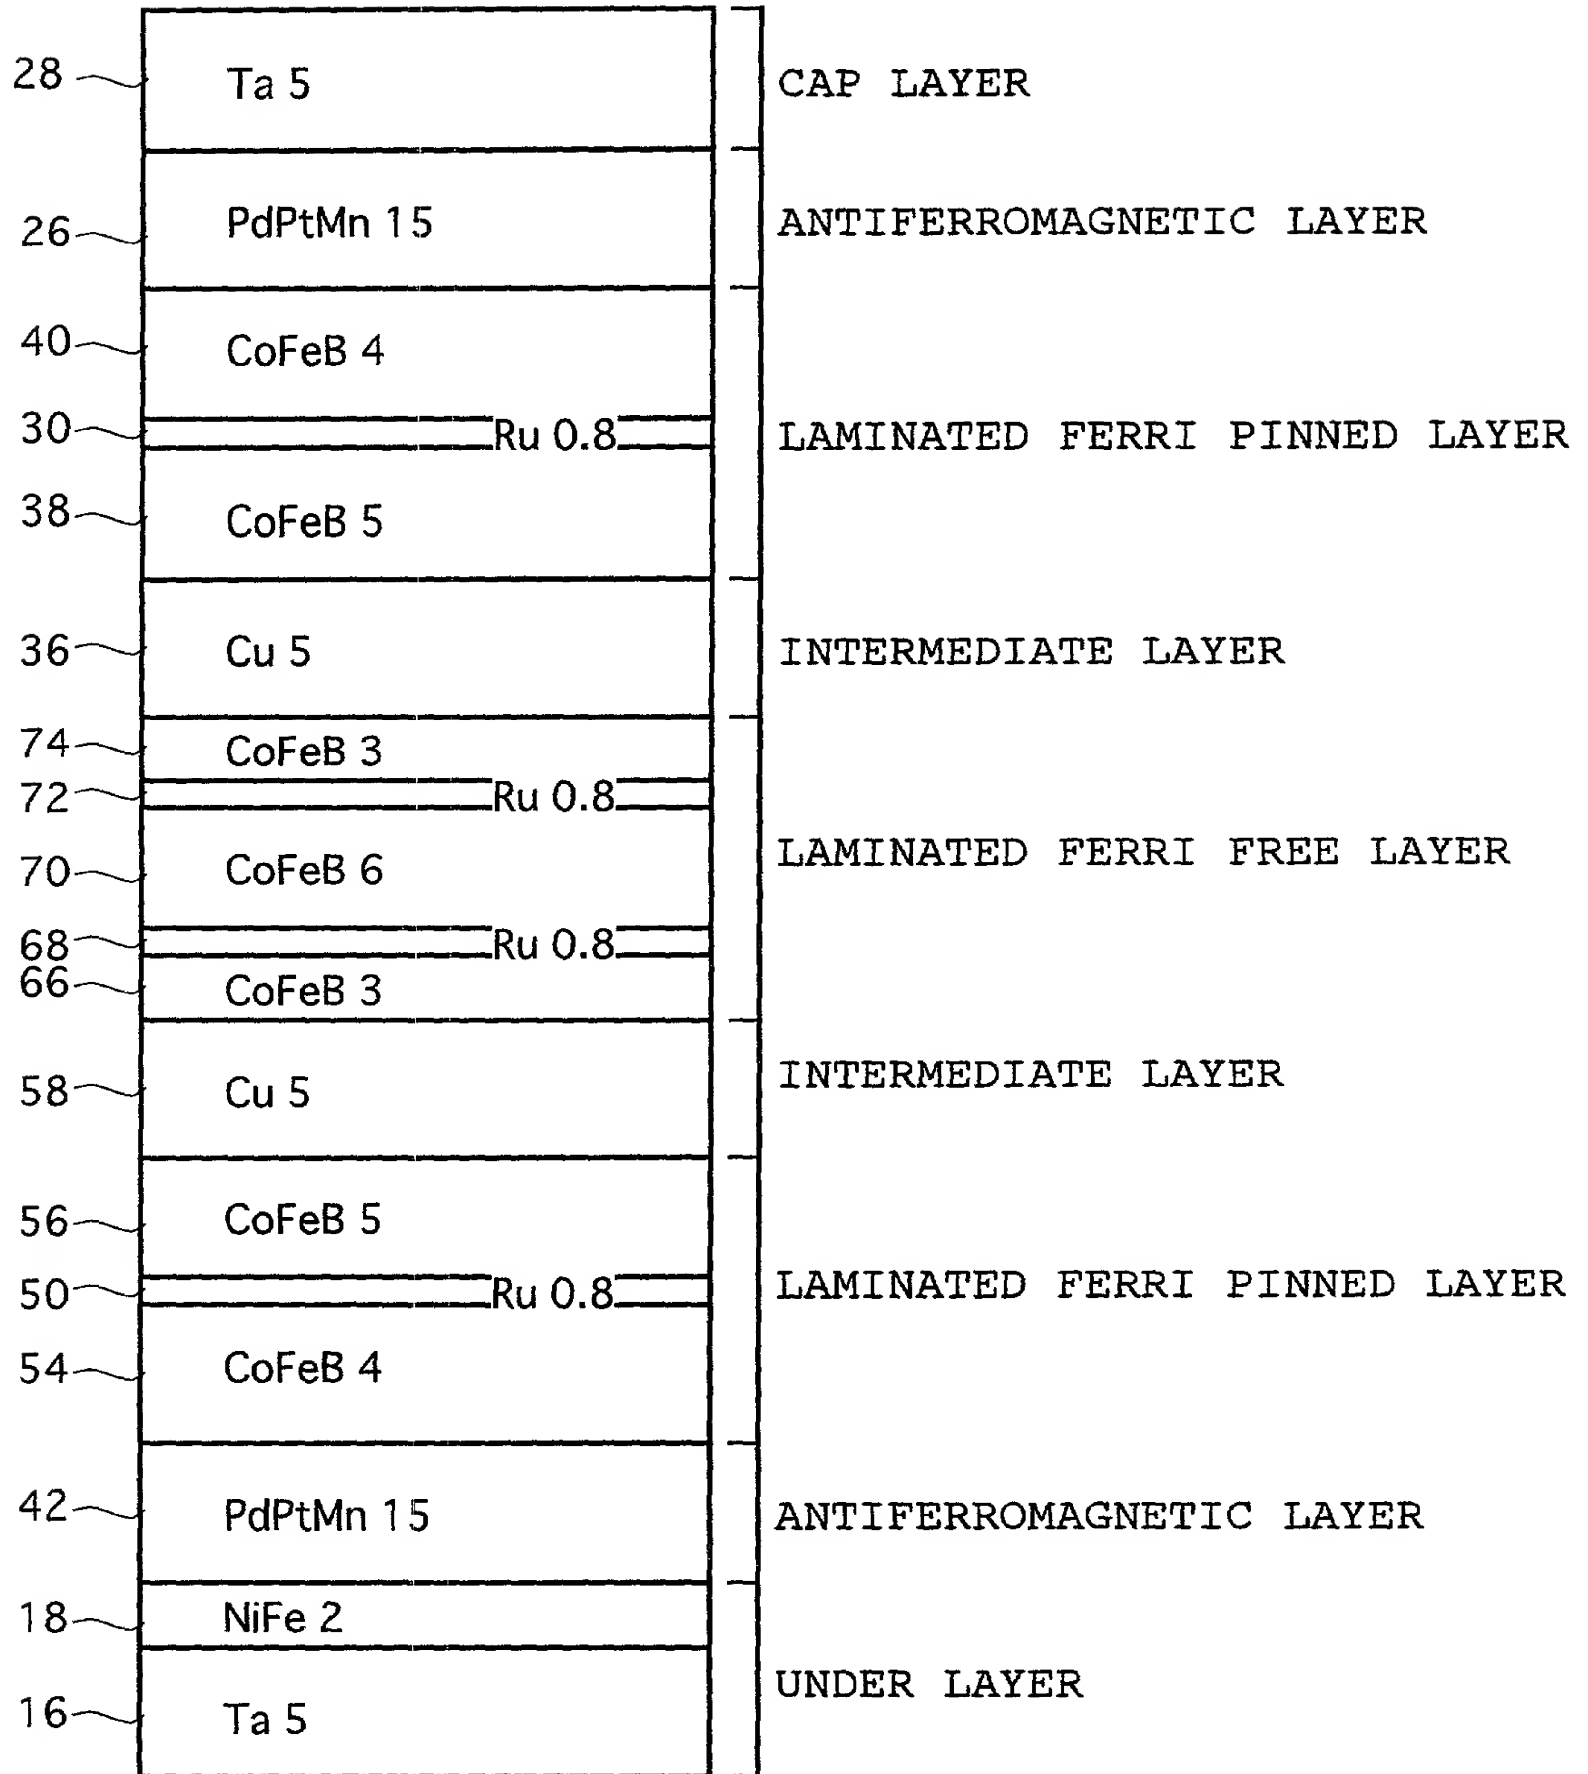 28 Ta 5 CAP LAYER
26 PdPtMn 15 ANTIFERROMAGNETIC LAYER
40 CoFeB 4
30 Ru 0.8 LAMINATED FERRI PINNED LAYER
38 CoFeB 5
36 Cu 5 INTERMEDIATE LAYER
74 CoFeB 3
72 Ru 0.8
70 CoFeB 6 LAMINATED FERRI FREE LAYER
68 Ru 0.8
66 CoFeB 3
58 Cu 5 INTERMEDIATE LAYER
56 CoFeB 5
50 Ru 0.8 LAMINATED FERRI PINNED LAYER
54 CoFeB 4
42 PdPtMn 15 ANTIFERROMAGNETIC LAYER
18 NiFe 2
UNDER LAYER
16 Ta 5